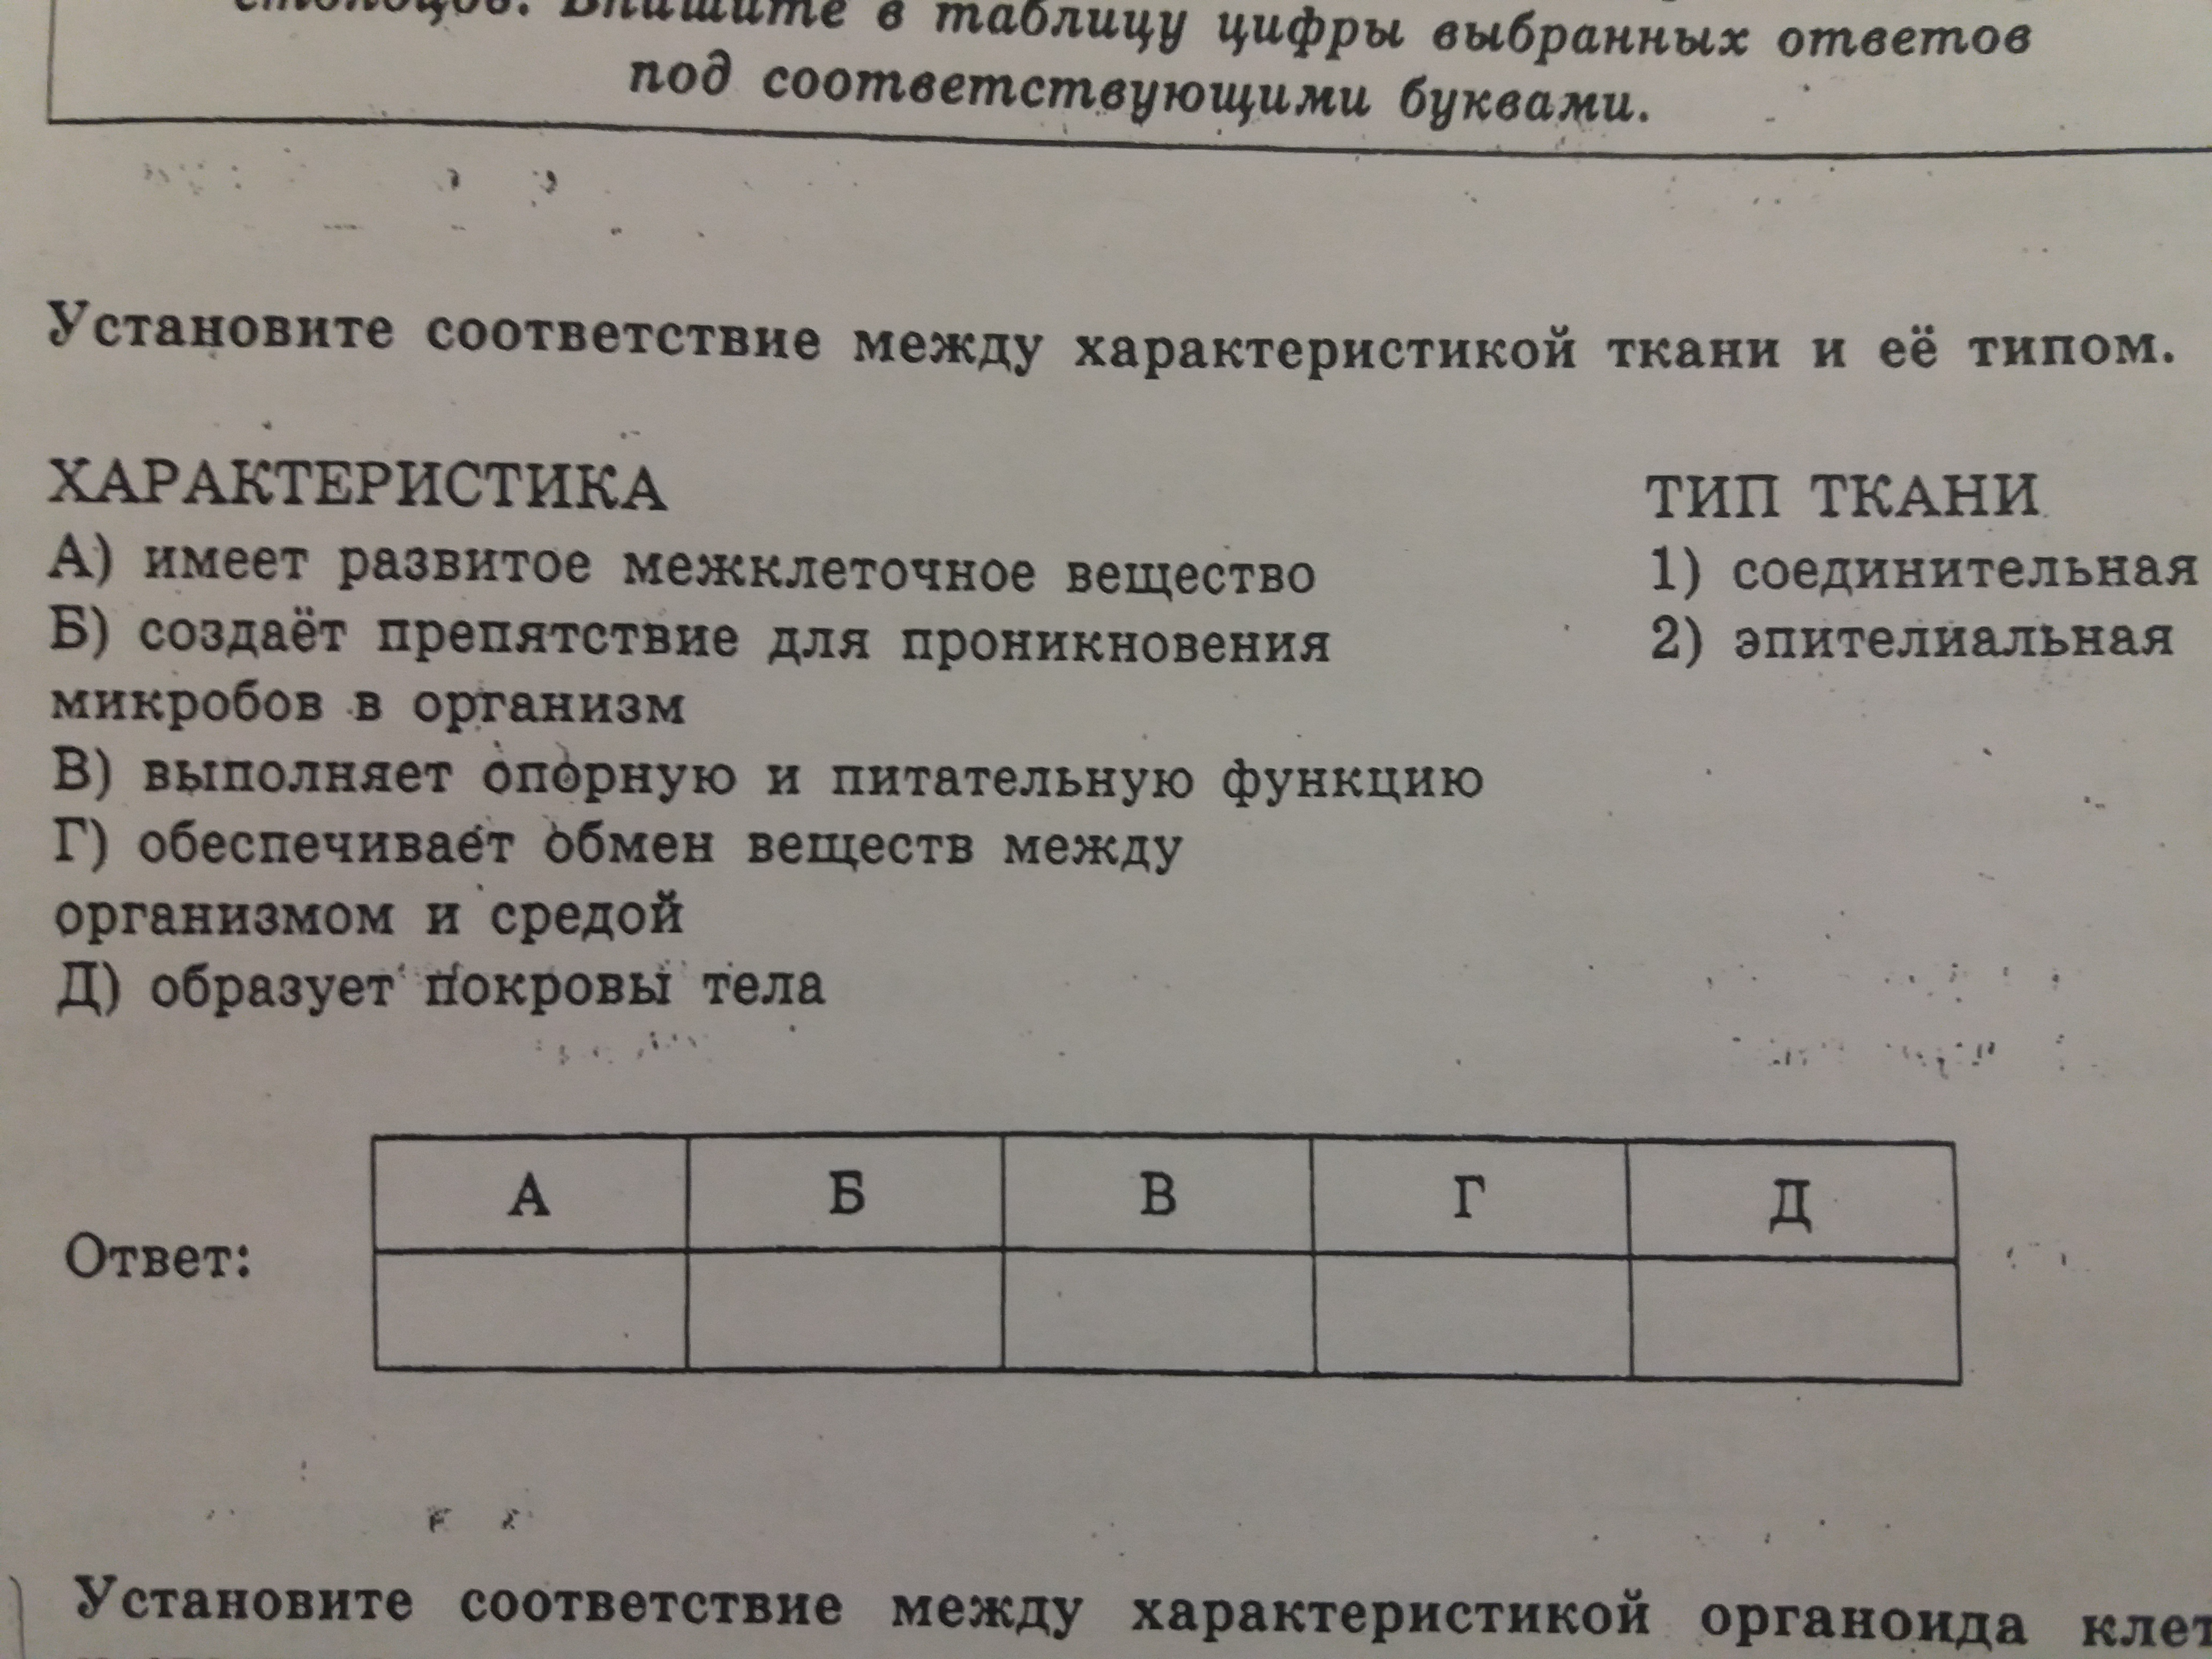 столбцов. Впишите в таблицу цифры выбранных ответов
под соответствующими буквами.
Установите соответствие между характеристикой ткани и её типом.
ХАРАКТЕРИСТИКА
ТИП ТКАНИ
А) имеет развитое межклеточное вещество
1) соединительная
Б) создаёт препятствие для проникновения
2) эпителиальная
микробов в организм
В) выполняет опорную и питательную функцию
Г) обеспечивает обмен веществ между
организмом и средой
Д) образует покровы тела
А Б В Г Д
Ответ:
Установите соответствие между характеристикой органоида клет